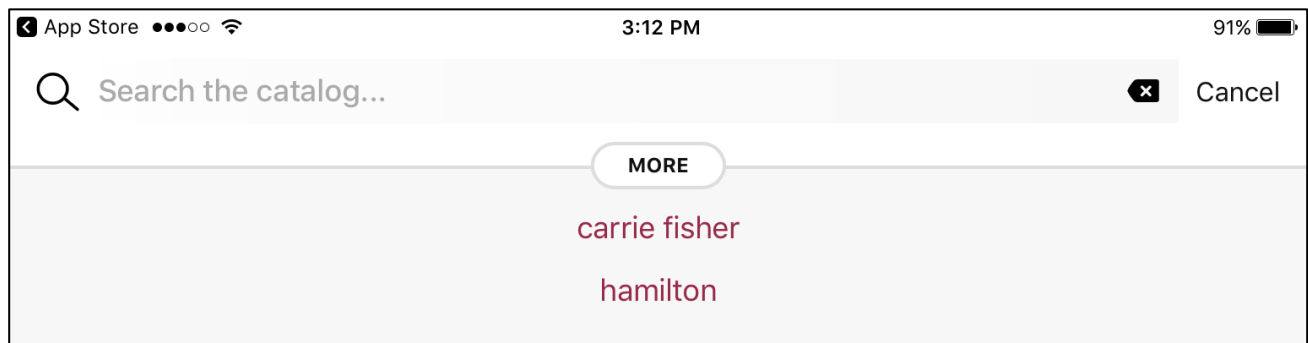 App Store 3:12 PM 91%
Search the catalog... Cancel
MORE
carrie fisher
hamilton